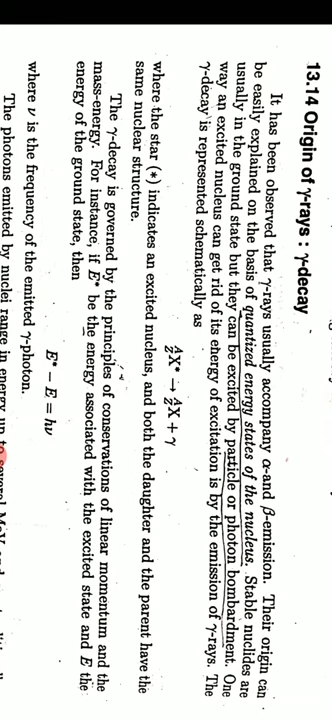 13.14 Origin of γ-rays : γ-decay
It has been observed that γ-rays usually accompany α-and β-emission. Their origin can
be easily explained on the basis of quantized energy states of the nucleus. Stable nuclides are
usually in the ground state but they can be excited by particle or photon bombardment. One
way an excited nucleus can get rid of its energy of excitation is by the emission of γ-rays. The
γ-decay is represented schematically as
ᴬ_ZX* → ᴬ_ZX + γ
where the star (*) indicates an excited nucleus, and both the daughter and the parent have the
same nuclear structure.
The γ-decay is governed by the principles of conservations of linear momentum and the
mass-energy. For instance, if E* be the energy associated with the excited state and E the
energy of the ground state, then
E* − E = hν
where ν is the frequency of the emitted γ-photon.
The photons emitted by nuclei range in energy up to several MeV and